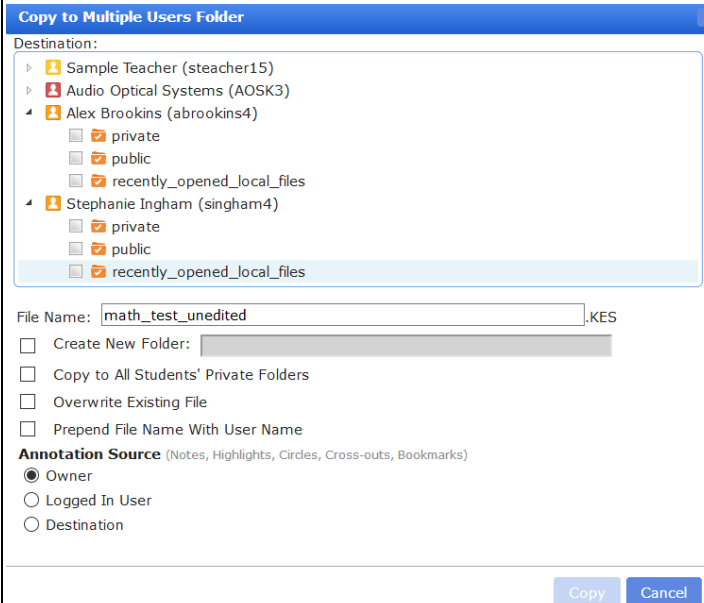 Copy to Multiple Users Folder
Destination:
Sample Teacher (steacher15)
Audio Optical Systems (AOSK3)
Alex Brookins (abrookins4)
private
public
recently_opened_local_files
Stephanie Ingham (singham4)
private
public
recently_opened_local_files
File Name: math_test_unedited .KES
Create New Folder:
Copy to All Students' Private Folders
Overwrite Existing File
Prepend File Name With User Name
Annotation Source (Notes, Highlights, Circles, Cross-outs, Bookmarks)
Owner
Logged In User
Destination
Copy Cancel